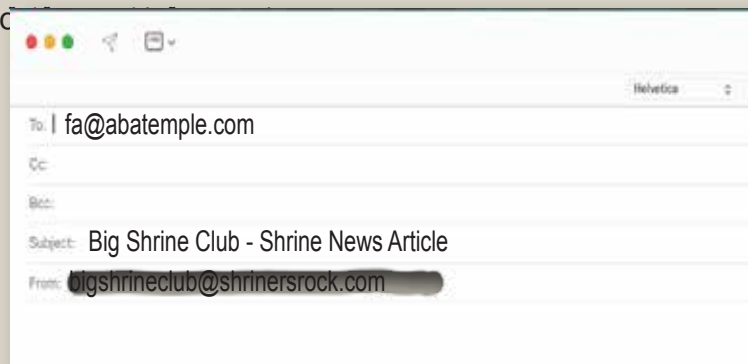 Helvetica
To: fa@abatemple.com
Cc:
Bcc:
Subject: Big Shrine Club - Shrine News Article
From: bigshrineclub@shrinersrock.com